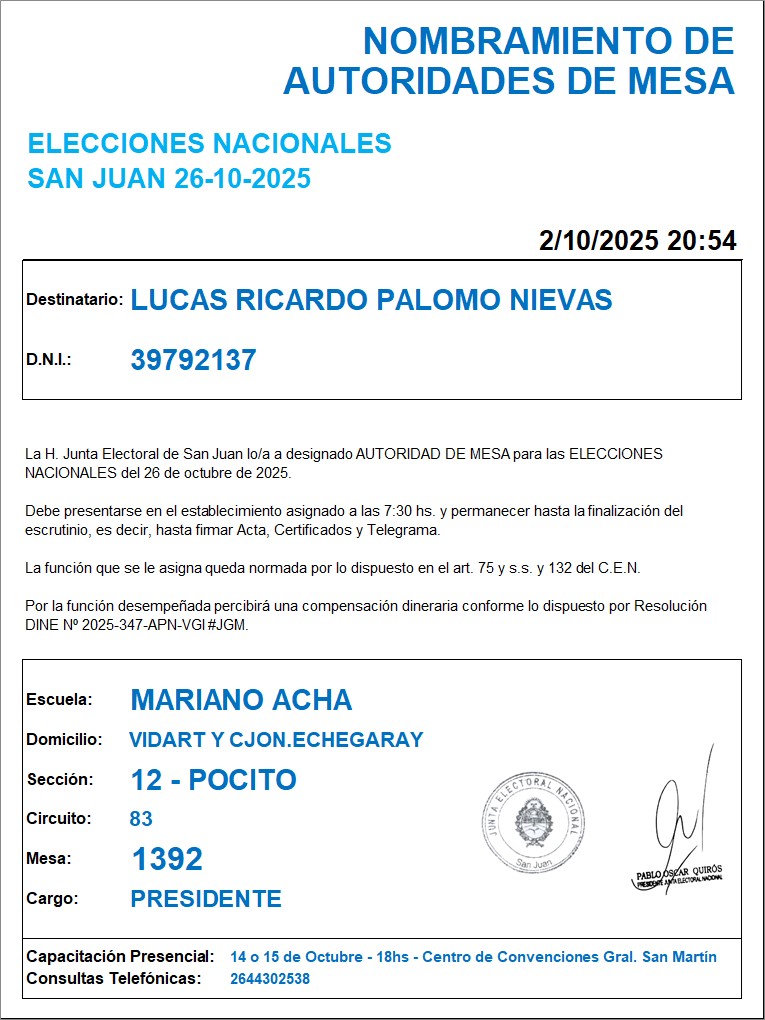 NOMBRAMIENTO DE
AUTORIDADES DE MESA
ELECCIONES NACIONALES
SAN JUAN 26-10-2025
2/10/2025 20:54
Destinatario: LUCAS RICARDO PALOMO NIEVAS
D.N.I.: 39792137
La H. Junta Electoral de San Juan lo/a a designado AUTORIDAD DE MESA para las ELECCIONES
NACIONALES del 26 de octubre de 2025.
Debe presentarse en el establecimiento asignado a las 7:30 hs. y permanecer hasta la finalización del
escrutinio, es decir, hasta firmar Acta, Certificados y Telegrama.
La función que se le asigna queda normada por lo dispuesto en el art. 75 y s.s. y 132 del C.E.N.
Por la función desempeñada percibirá una compensación dineraria conforme lo dispuesto por Resolución
DINE Nº 2025-347-APN-VGI#JGM.
Escuela: MARIANO ACHA
Domicilio: VIDART Y CJON.ECHEGARAY
Sección: 12 - POCITO
Circuito: 83
Mesa: 1392
Cargo: PRESIDENTE
JUNTA ELECTORAL NACIONAL
San Juan
PABLO OSCAR QUIRÓS
PRESIDENTE JUNTA ELECTORAL NACIONAL
Capacitación Presencial: 14 o 15 de Octubre - 18hs - Centro de Convenciones Gral. San Martín
Consultas Telefónicas: 2644302538